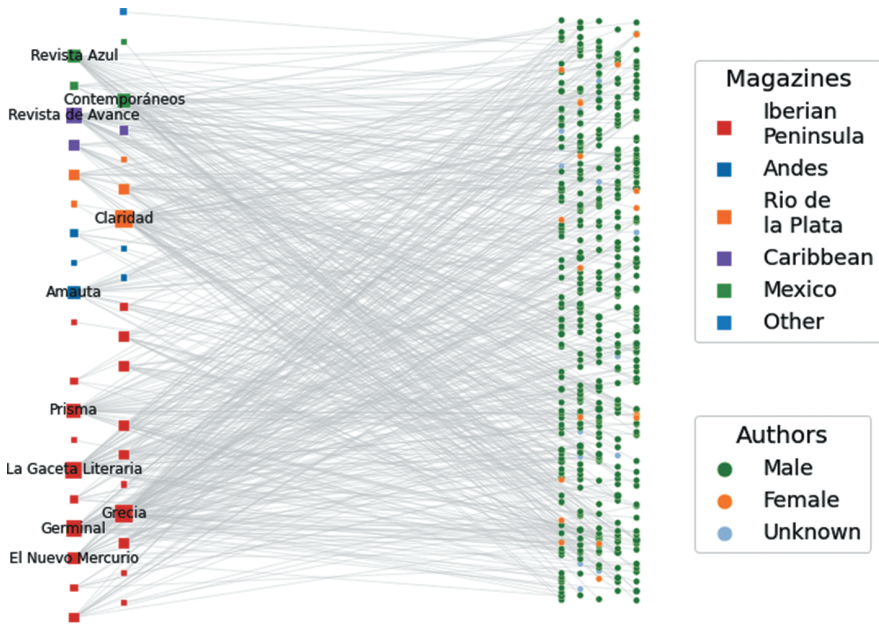 Revista Azul
Contemporáneos
Revista de Avance
Claridad
Amauta
Prisma
La Gaceta Literaria
Grecia
Germinal
El Nuevo Mercurio
Magazines
Iberian
Peninsula
Andes
Rio de
la Plata
Caribbean
Mexico
Other
Authors
Male
Female
Unknown